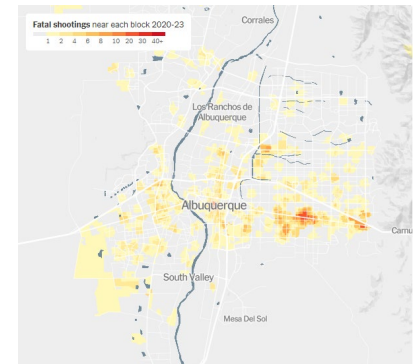 Fatal shootings near each block 2020-23
1 2 4 6 8 10 20 30 40+
Corrales
Los Ranchos de
Albuquerque
Albuquerque
Carnu
South Valley
Mesa Del Sol